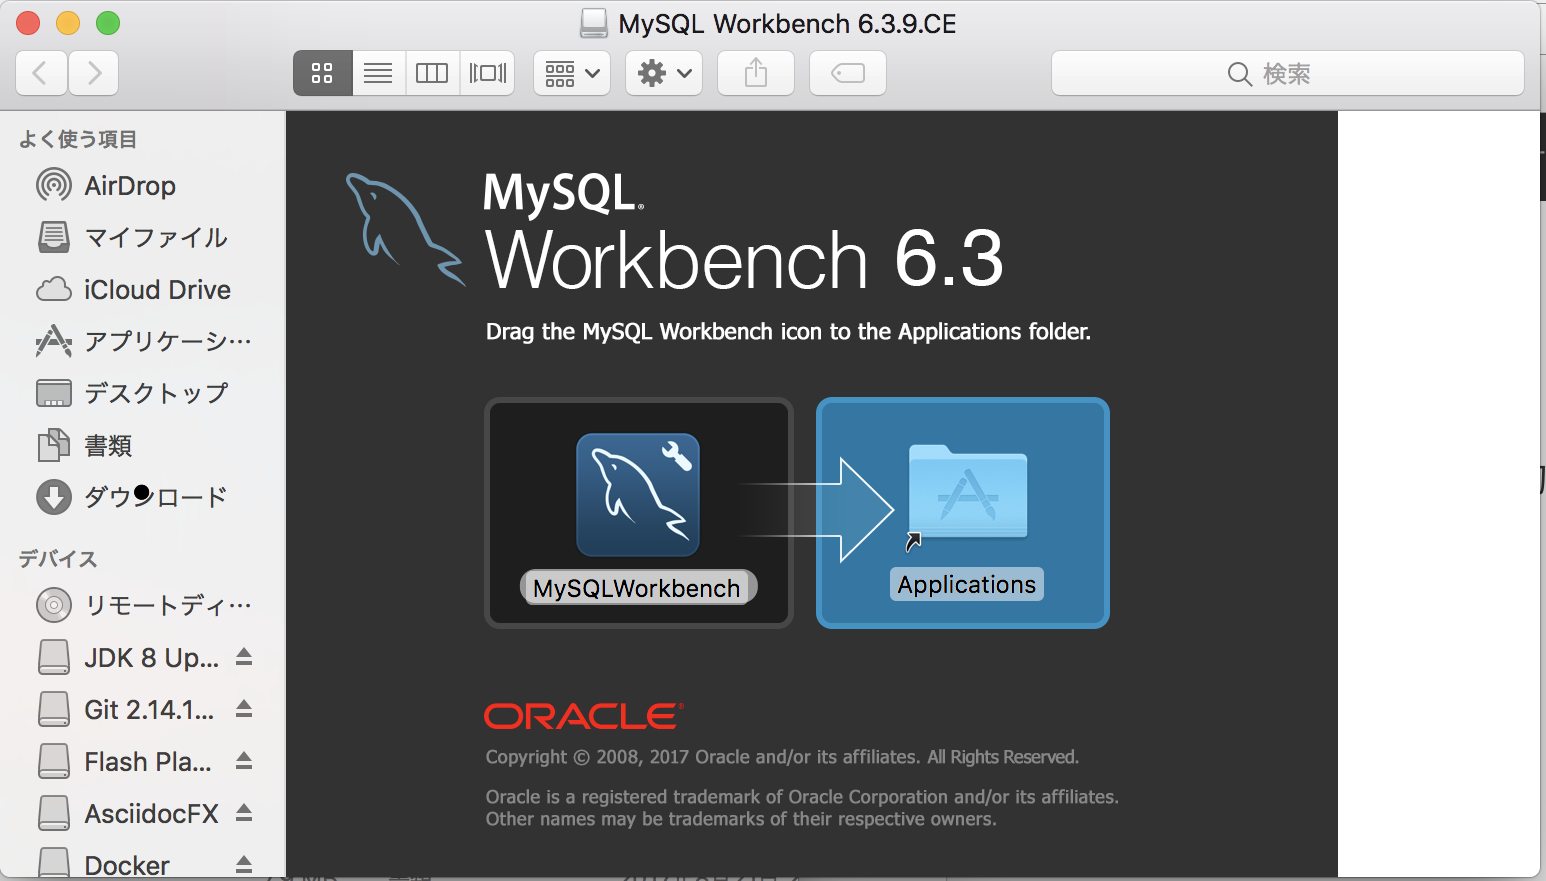 MySQL Workbench 6.3.9.CE
検索
よく使う項目
AirDrop
マイファイル
iCloud Drive
アプリケーシ…
デスクトップ
書類
ダウンロード
デバイス
リモートディ…
JDK 8 Up...
Git 2.14.1...
Flash Pla...
AsciidocFX
Docker
MySQL®
Workbench 6.3
Drag the MySQL Workbench icon to the Applications folder.
MySQLWorkbench
Applications
ORACLE®
Copyright © 2008, 2017 Oracle and/or its affiliates. All Rights Reserved.
Oracle is a registered trademark of Oracle Corporation and/or its affiliates.
Other names may be trademarks of their respective owners.